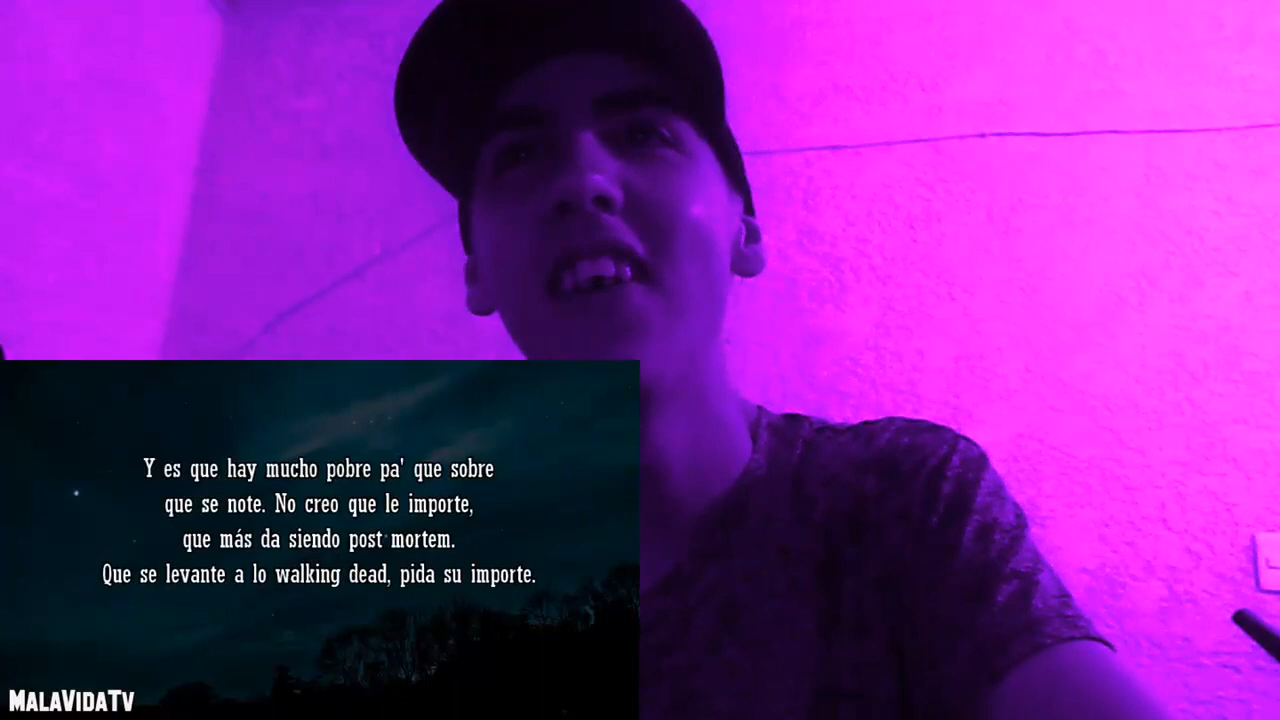 Y es que hay mucho pobre pa' que sobre
que se note. No creo que le importe,
que más da siendo post mortem.
Que se levante a lo walking dead, pida su importe.
MALAVIDATV